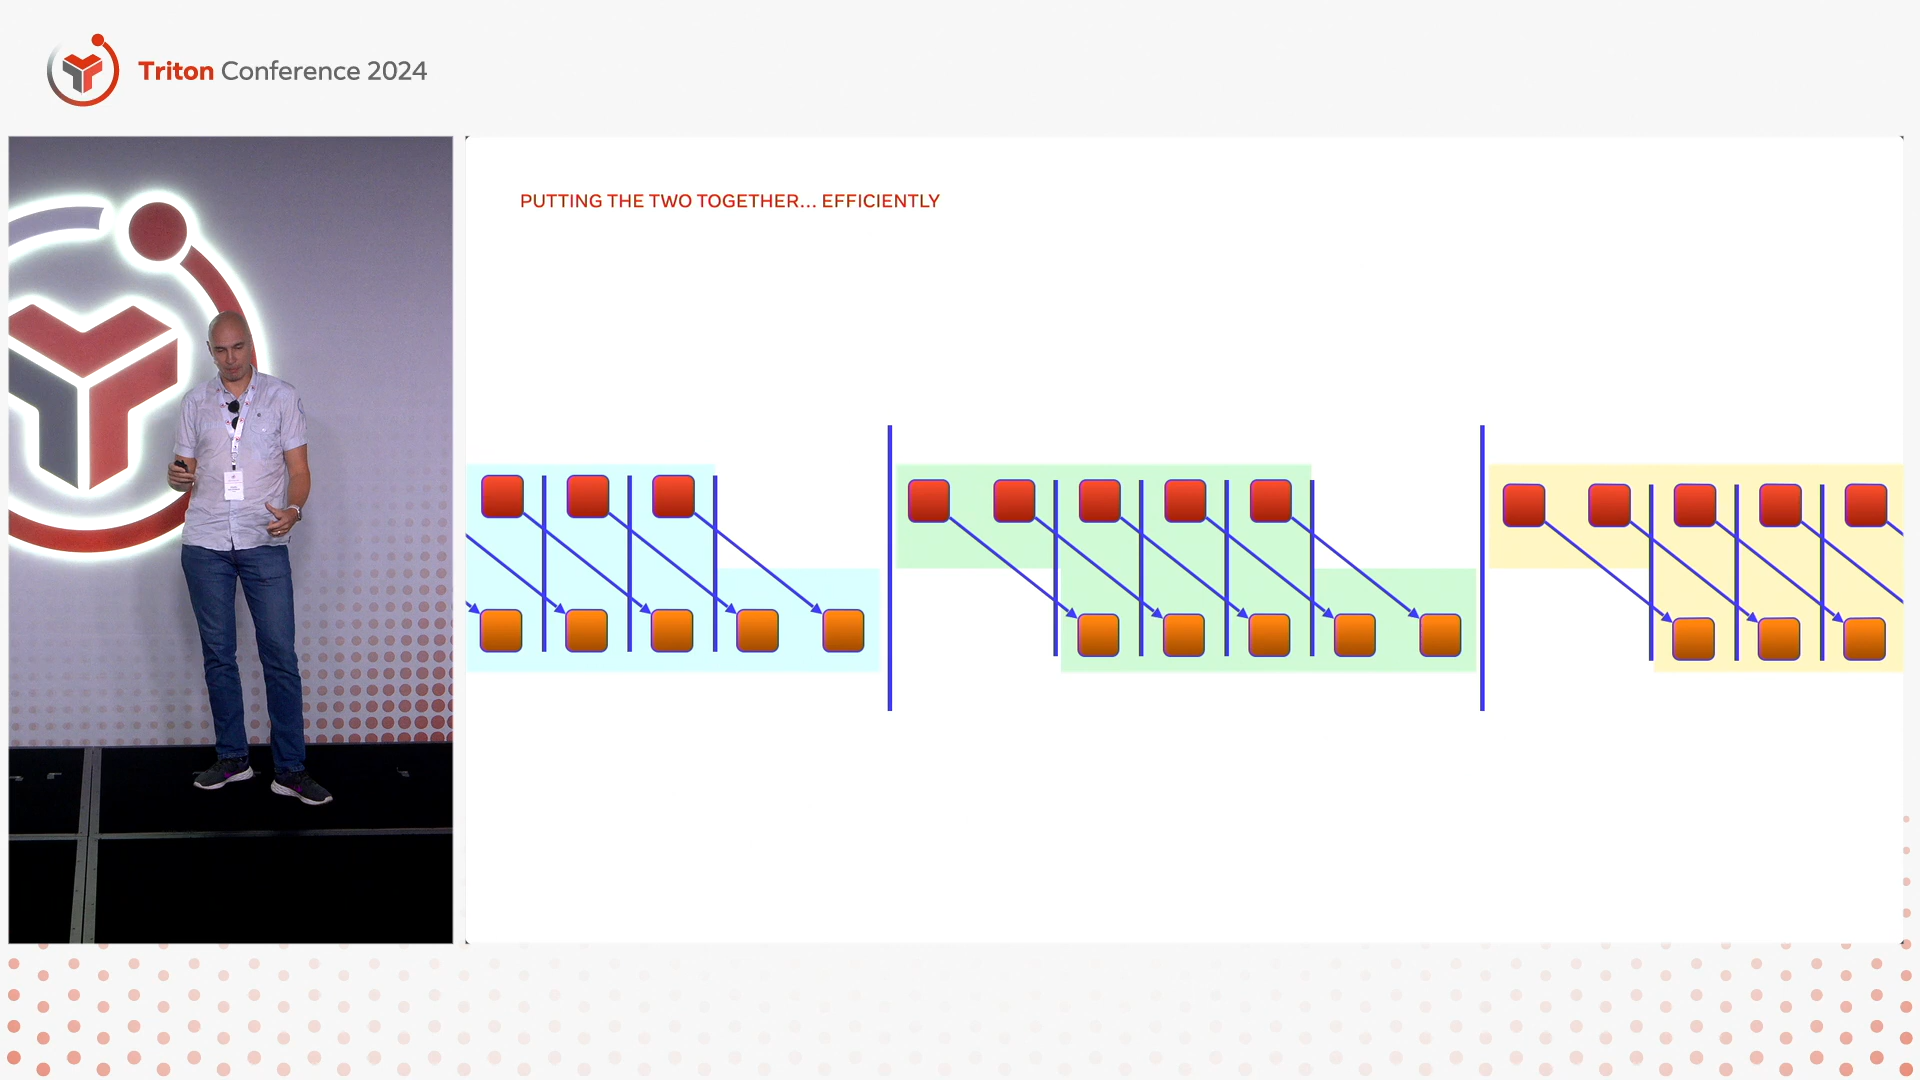 Triton Conference 2024
PUTTING THE TWO TOGETHER... EFFICIENTLY